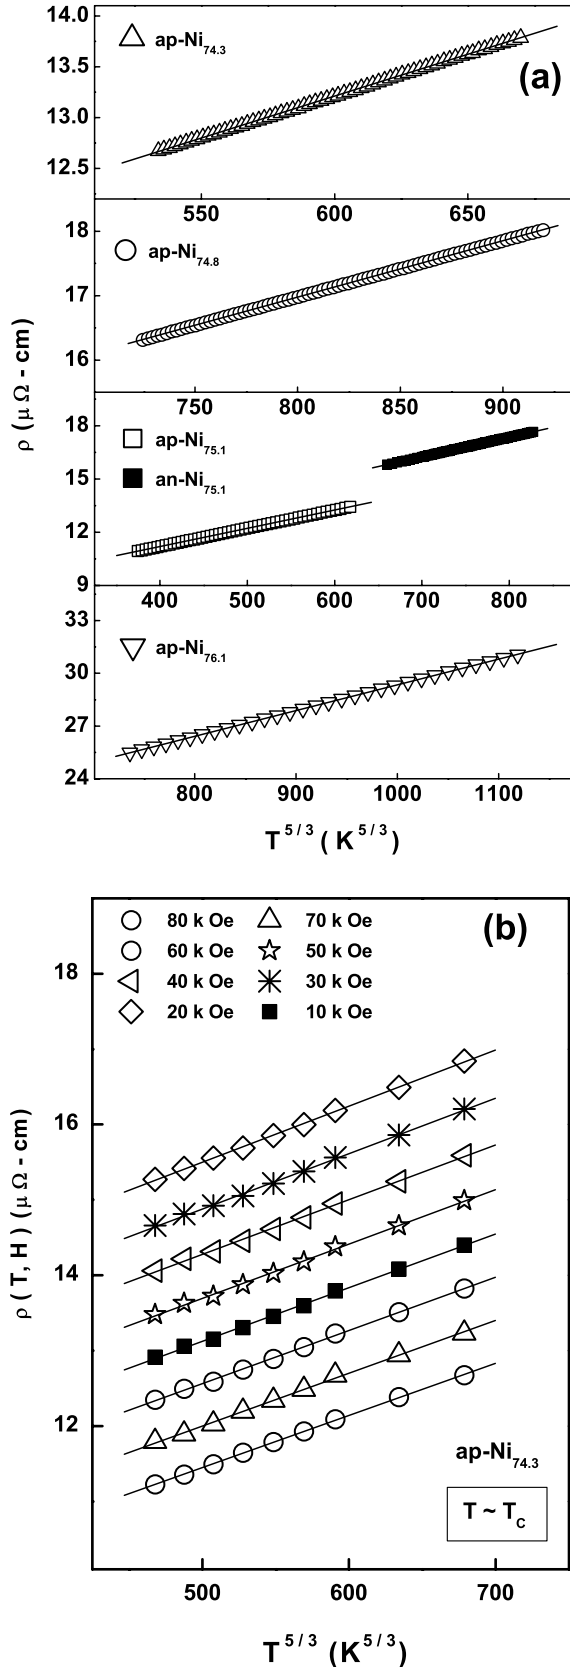 14.0
13.5
13.0
12.5
ap-Ni74.3
(a)
550 600 650
18
17
16
ap-Ni74.8
750 800 850 900
18
15
12
9
ap-Ni75.1
an-Ni75.1
400 500 600 700 800
33
30
27
24
ap-Ni76.1
800 900 1000 1100
ρ (μΩ - cm)
T 5/3 (K5/3)
(b)
80 k Oe 70 k Oe
60 k Oe 50 k Oe
40 k Oe 30 k Oe
20 k Oe 10 k Oe
18
16
14
12
ρ (T, H) (μΩ - cm)
ap-Ni74.3
T ~ TC
500 600 700
T 5/3 (K5/3)